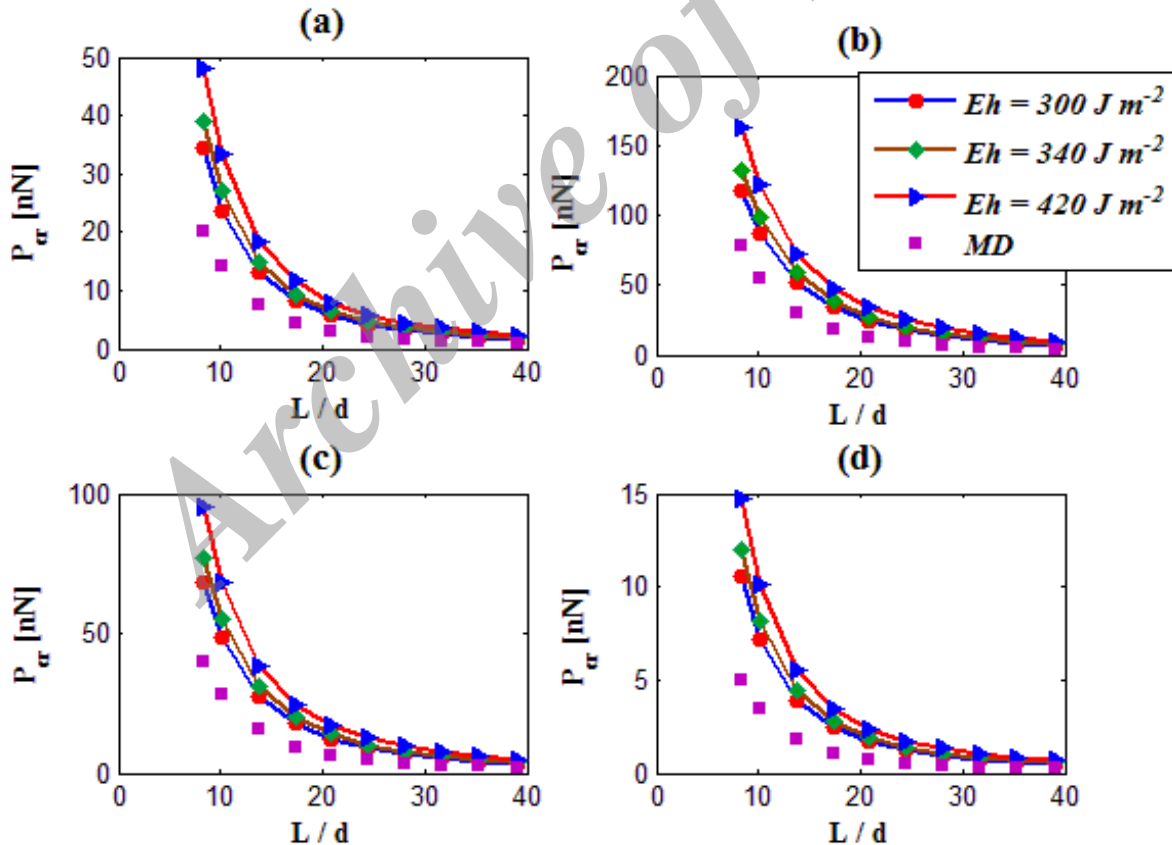 (a)
50
40
30
20
10
0
P_cr [nN]
0 10 20 30 40
L / d
(b)
200
150
100
50
0
P_cr [nN]
0 10 20 30 40
L / d
Eh = 300 J m⁻²
Eh = 340 J m⁻²
Eh = 420 J m⁻²
MD
(c)
100
50
0
P_cr [nN]
0 10 20 30 40
L / d
(d)
15
10
5
0
P_cr [nN]
0 10 20 30 40
L / d
Archive of